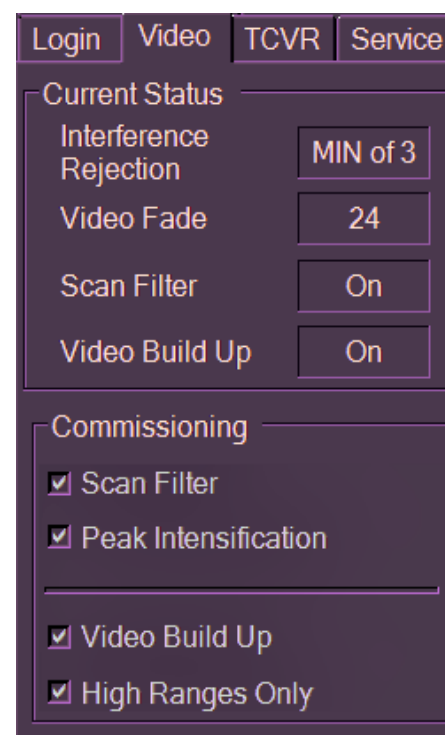 Login Video TCVR Service
Current Status
Interference
Rejection MIN of 3
Video Fade 24
Scan Filter On
Video Build Up On
Commissioning
Scan Filter
Peak Intensification
Video Build Up
High Ranges Only